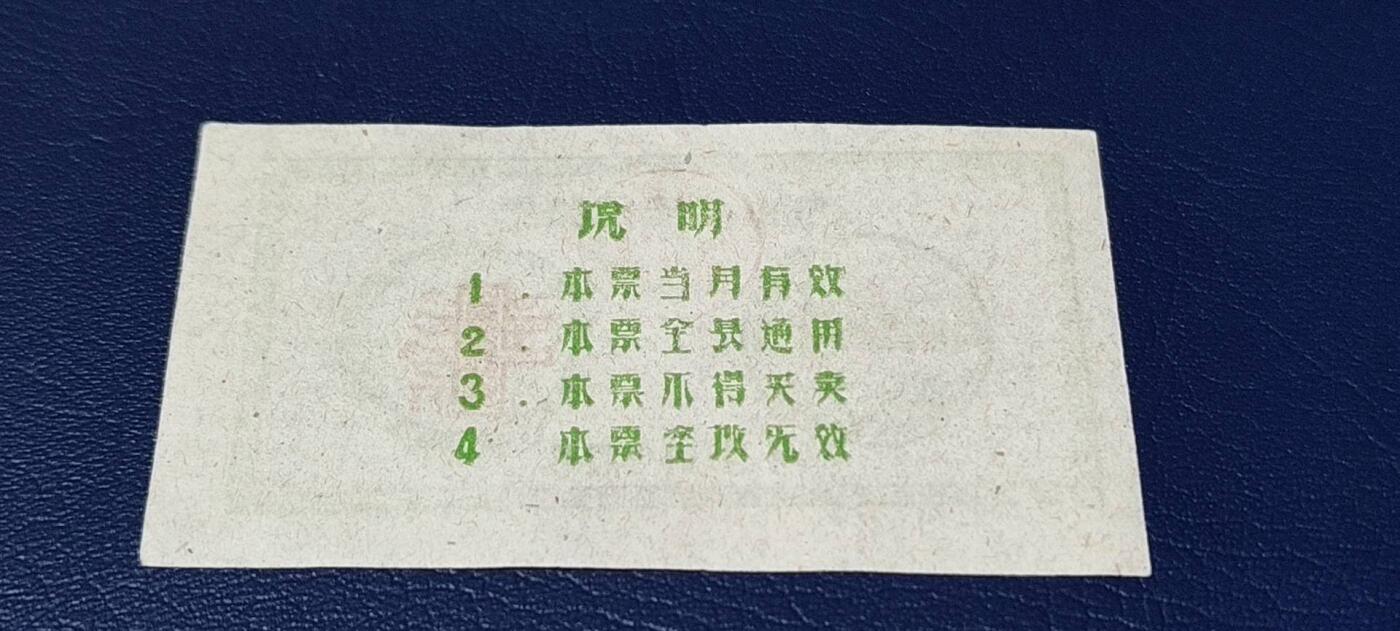 说明
1. 本票当月有效
2. 本票全县通用
3. 本票不得买卖
4 本票涂改无效